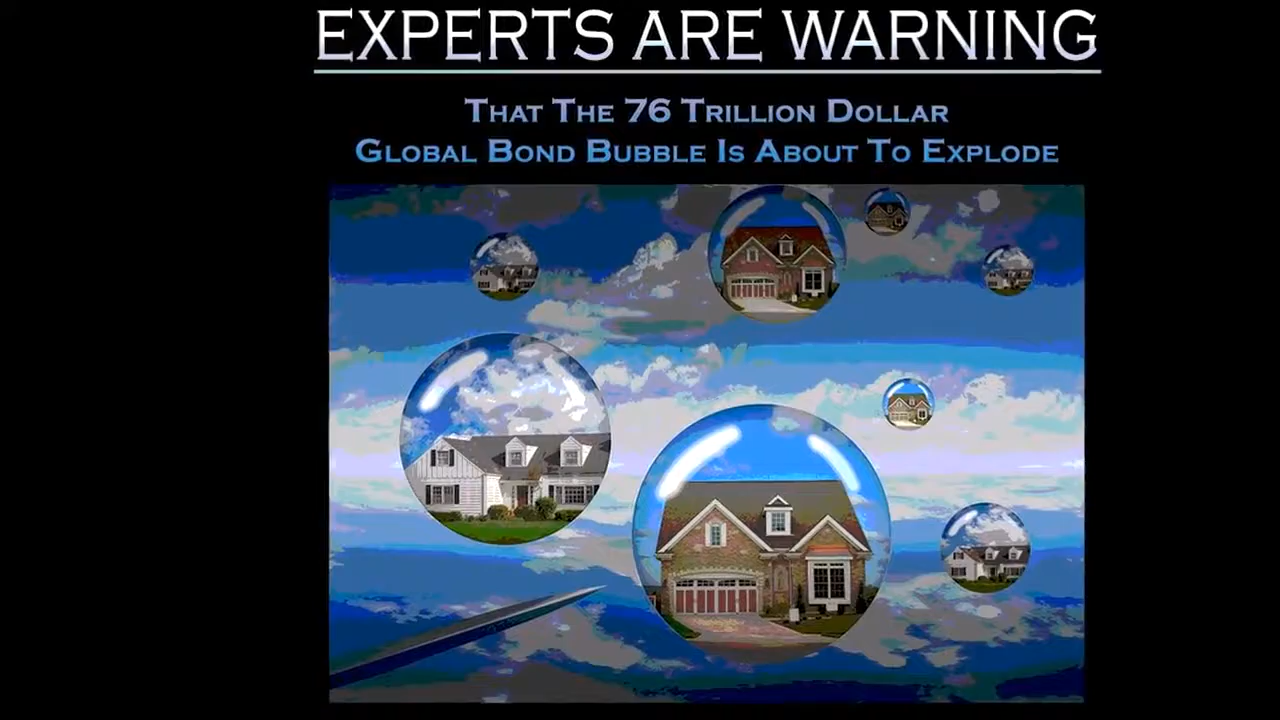 EXPERTS ARE WARNING
THAT THE 76 TRILLION DOLLAR
GLOBAL BOND BUBBLE IS ABOUT TO EXPLODE